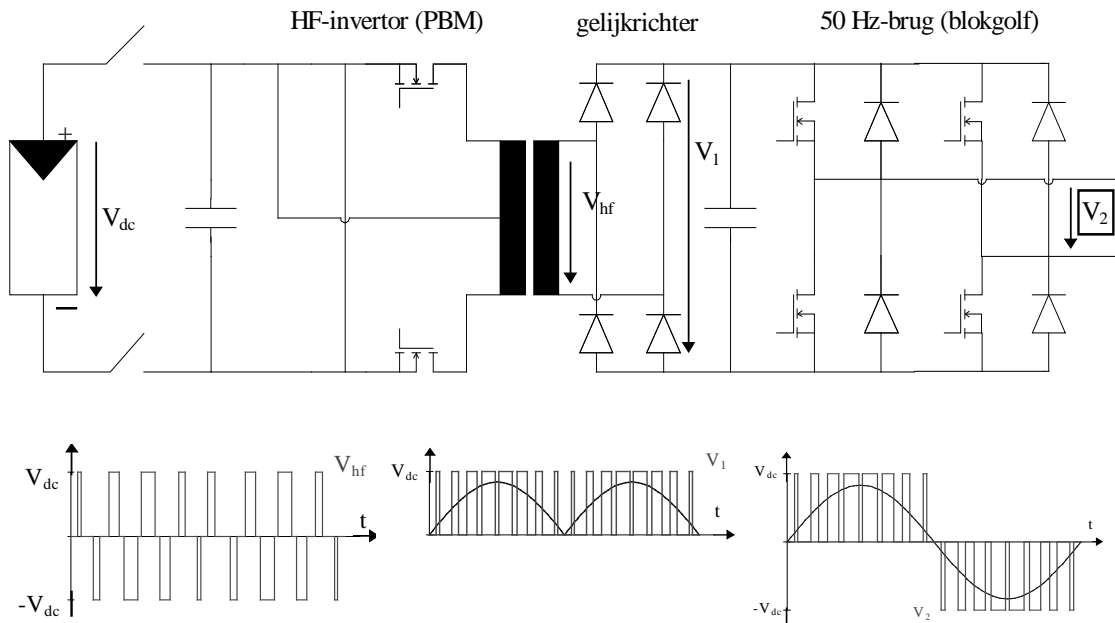 HF-invertor (PBM)
gelijkrichter
50 Hz-brug (blokgolf)
+
V_dc
−
V_hf
V_1
V_2
V_dc
V_hf
t
-V_dc
V_dc
V_1
t
V_dc
t
-V_dc
V_2